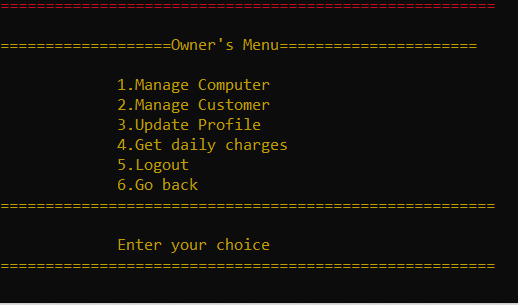 =======================================================
===================Owner's Menu======================
1.Manage Computer
2.Manage Customer
3.Update Profile
4.Get daily charges
5.Logout
6.Go back
=======================================================
Enter your choice
=======================================================